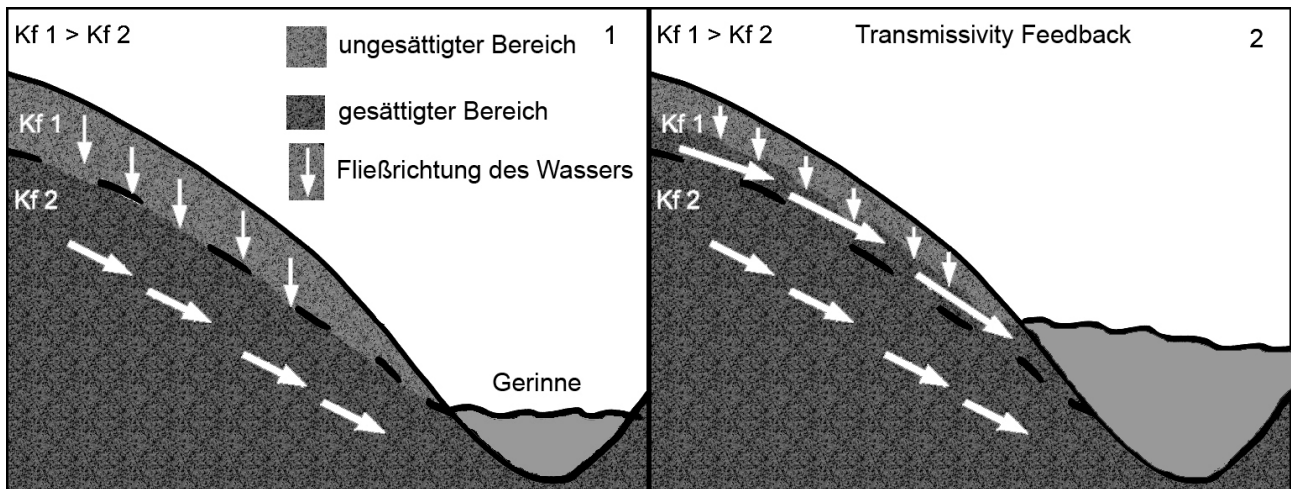 Kf 1 > Kf 2
1
ungesättigter Bereich
gesättigter Bereich
Fließrichtung des Wassers
Kf 1
Kf 2
Gerinne
Kf 1 > Kf 2
Transmissivity Feedback
2
Kf 1
Kf 2